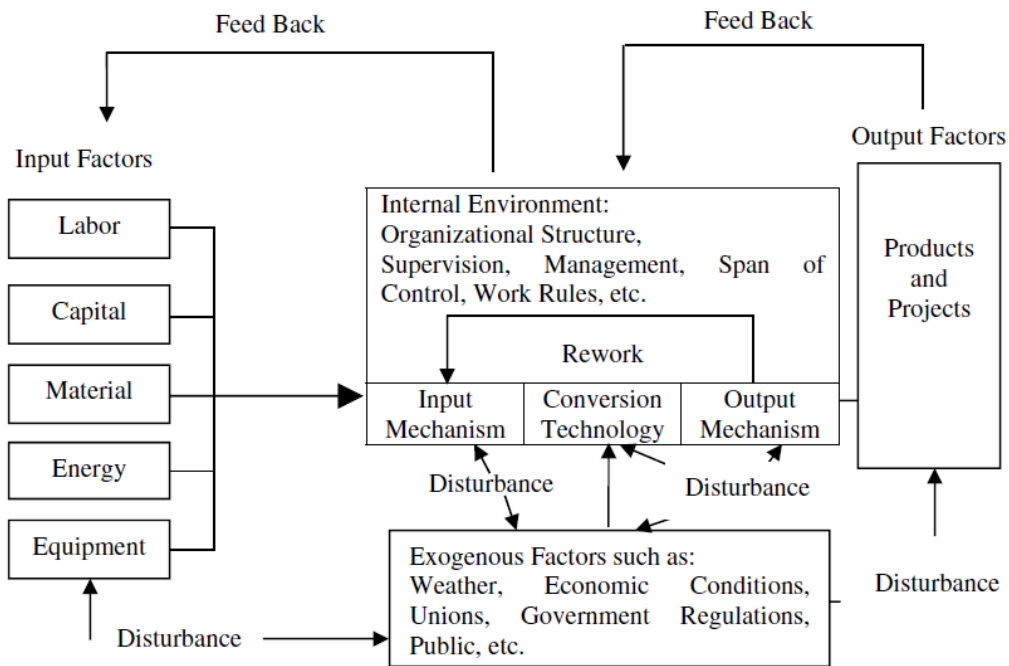 Feed Back
Feed Back
Input Factors
Output Factors
Labor
Capital
Material
Energy
Equipment
Internal Environment:
Organizational Structure,
Supervision, Management, Span of
Control, Work Rules, etc.
Rework
Input
Mechanism
Conversion
Technology
Output
Mechanism
Products
and
Projects
Disturbance
Disturbance
Exogenous Factors such as:
Weather, Economic Conditions,
Unions, Government Regulations,
Public, etc.
Disturbance
Disturbance